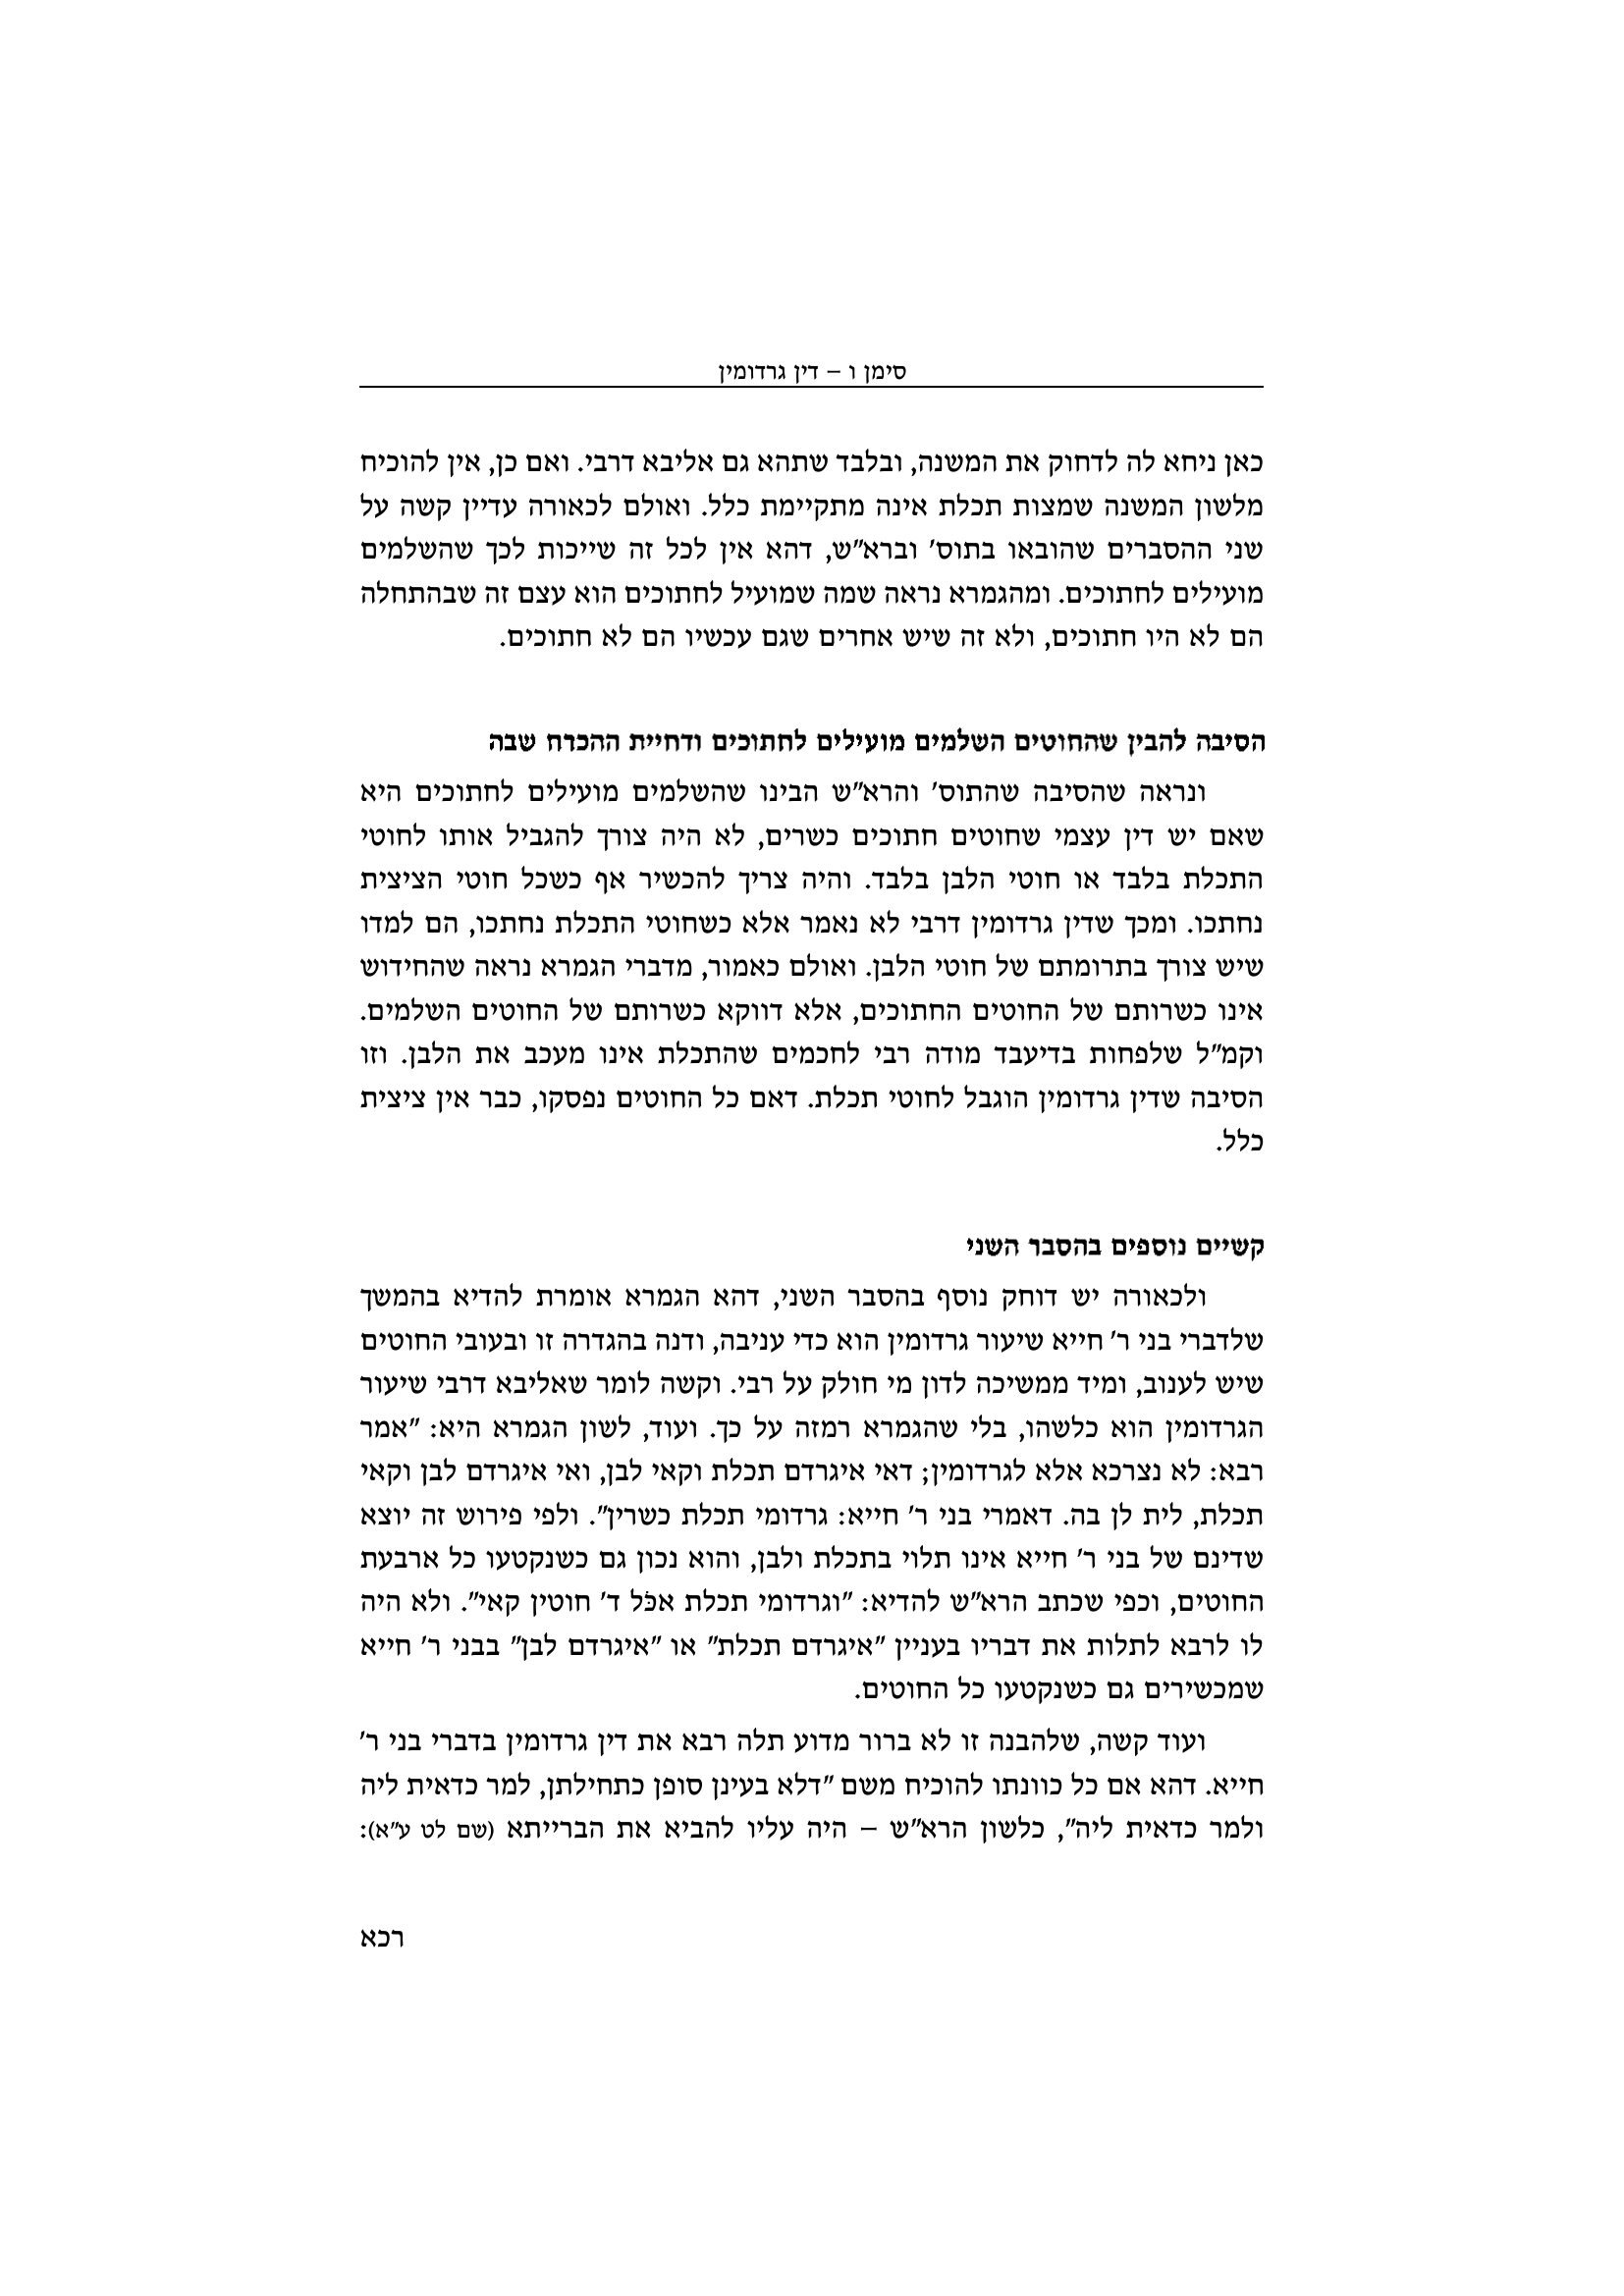 סימן ו – דין גרדומין
כאן ניחא לה לדחוק את המשנה, ובלבד שתהא גם אליבא דרבי. ואם כן, אין להוכיח
מלשון המשנה שמצות תכלת אינה מתקיימת כלל. ואולם לכאורה עדיין קשה על
שני ההסברים שהובאו בתוס' וברא"ש, דהא אין לכל זה שייכות לכך שהשלמים
מועילים לחתוכים. ומהגמרא נראה שמה שמועיל לחתוכים הוא עצם זה שבהתחלה
הם לא היו חתוכים, ולא זה שיש אחרים שגם עכשיו הם לא חתוכים.
הסיבה להבין שהחוטים השלמים מועילים לחתוכים ודחיית ההכרח שבה
ונראה שהסיבה שהתוס' והרא"ש הבינו שהשלמים מועילים לחתוכים היא
שאם יש דין עצמי שחוטים חתוכים כשרים, לא היה צורך להגביל אותו לחוטי
התכלת בלבד או חוטי הלבן בלבד. והיה צריך להכשיר אף כשכל חוטי הציצית
נחתכו. ומכך שדין גרדומין דרבי לא נאמר אלא כשחוטי התכלת נחתכו, הם למדו
שיש צורך בתרומתם של חוטי הלבן. ואולם כאמור, מדברי הגמרא נראה שהחידוש
אינו כשרותם של החוטים החתוכים, אלא דווקא כשרותם של החוטים השלמים.
וקמ"ל שלפחות בדיעבד מודה רבי לחכמים שהתכלת אינו מעכב את הלבן. וזו
הסיבה שדין גרדומין הוגבל לחוטי תכלת. דאם כל החוטים נפסקו, כבר אין ציצית
כלל.
קשיים נוספים בהסבר השני
ולכאורה יש דוחק נוסף בהסבר השני, דהא הגמרא אומרת להדיא בהמשך
שלדברי בני ר' חייא שיעור גרדומין הוא כדי עניבה, ודנה בהגדרה זו ובעובי החוטים
שיש לענוב, ומיד ממשיכה לדון מי חולק על רבי. וקשה לומר שאליבא דרבי שיעור
הגרדומין הוא כלשהו, בלי שהגמרא רמזה על כך. ועוד, לשון הגמרא היא: "אמר
רבא: לא נצרכא אלא לגרדומין; דאי איגרדם תכלת וקאי לבן, ואי איגרדם לבן וקאי
תכלת, לית לן בה. דאמרי בני ר' חייא: גרדומי תכלת כשרין". ולפי פירוש זה יוצא
שדינם של בני ר' חייא אינו תלוי בתכלת ולבן, והוא נכון גם כשנקטעו כל ארבעת
החוטים, וכפי שכתב הרא"ש להדיא: "וגרדומי תכלת אכֹל ד' חוטין קאי". ולא היה
לו לרבא לתלות את דבריו בעניין "איגרדם תכלת" או "איגרדם לבן" בבני ר' חייא
שמכשירים גם כשנקטעו כל החוטים.
ועוד קשה, שלהבנה זו לא ברור מדוע תלה רבא את דין גרדומין בדברי בני ר'
חייא. דהא אם כל כוונתו להוכיח משם "דלא בעינן סופן כתחילתן, למר כדאית ליה
ולמר כדאית ליה", כלשון הרא"ש – היה עליו להביא את הברייתא (שם לט ע"א):
רכא